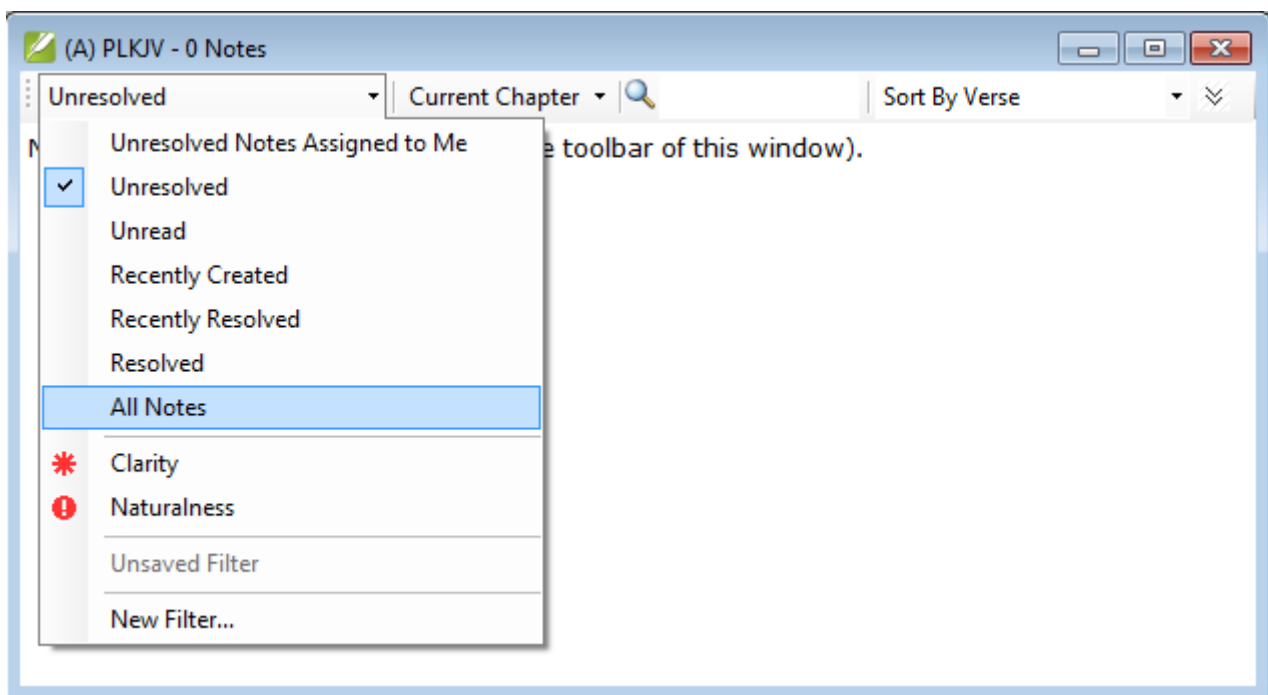 (A) PLKJV - 0 Notes
Unresolved Current Chapter Sort By Verse
toolbar of this window).
Unresolved Notes Assigned to Me
Unresolved
Unread
Recently Created
Recently Resolved
Resolved
All Notes
Clarity
Naturalness
Unsaved Filter
New Filter...